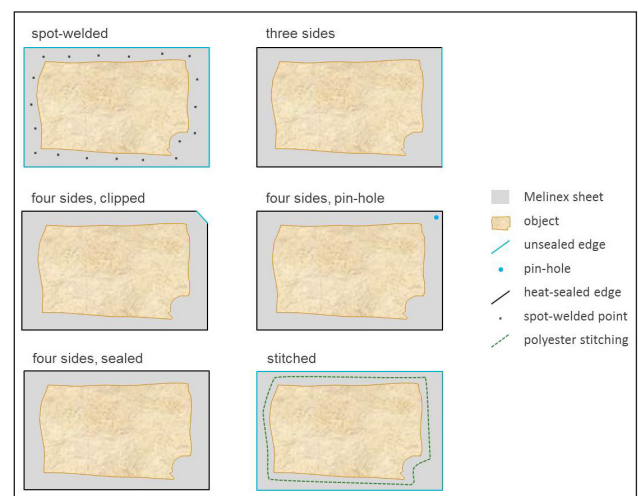 spot-welded
three sides
four sides, clipped
four sides, pin-hole
four sides, sealed
stitched
Melinex sheet
object
unsealed edge
pin-hole
heat-sealed edge
spot-welded point
polyester stitching